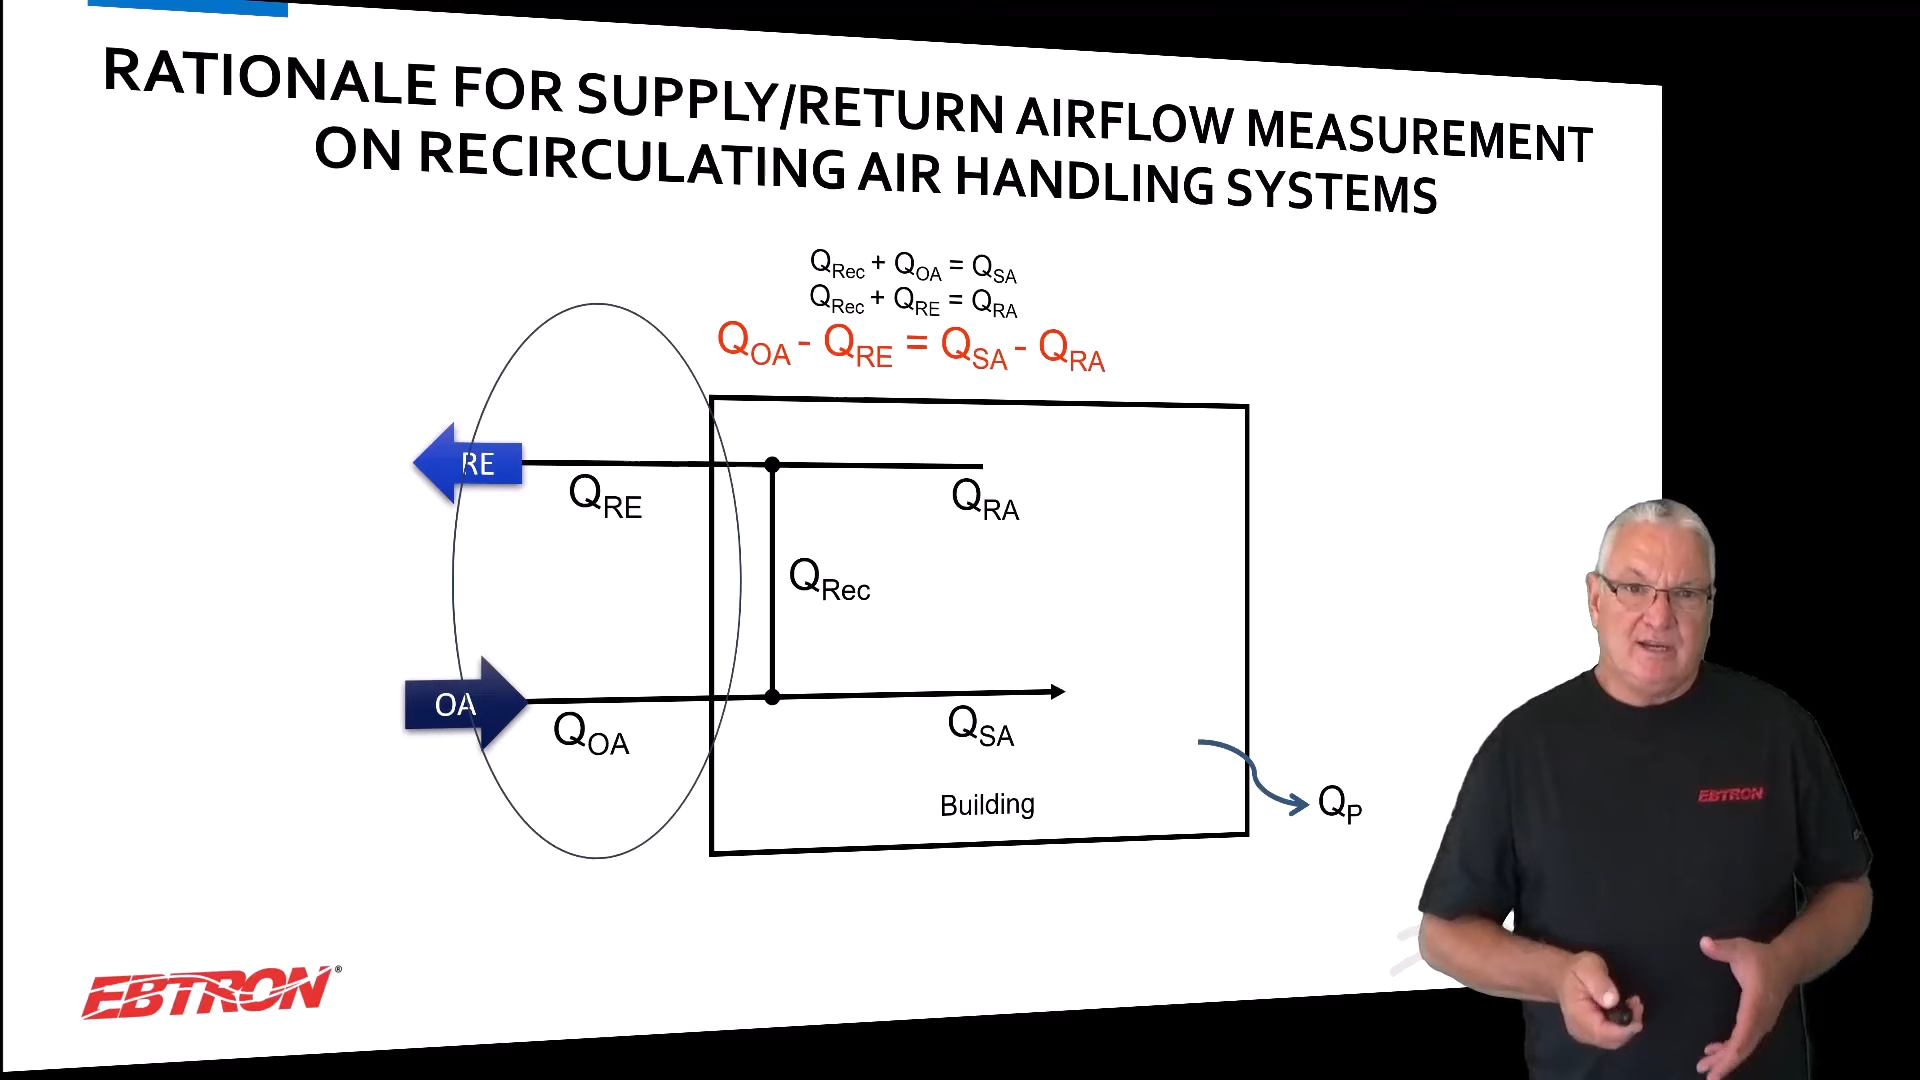 RATIONALE FOR SUPPLY/RETURN AIRFLOW MEASUREMENT
ON RECIRCULATING AIR HANDLING SYSTEMS
Q_Rec + Q_OA = Q_SA
Q_Rec + Q_RE = Q_RA
Q_OA - Q_RE = Q_SA - Q_RA
RE
Q_RE
Q_RA
Q_Rec
OA
Q_OA
Q_SA
Building
Q_P
EBTRON
EBTRON®